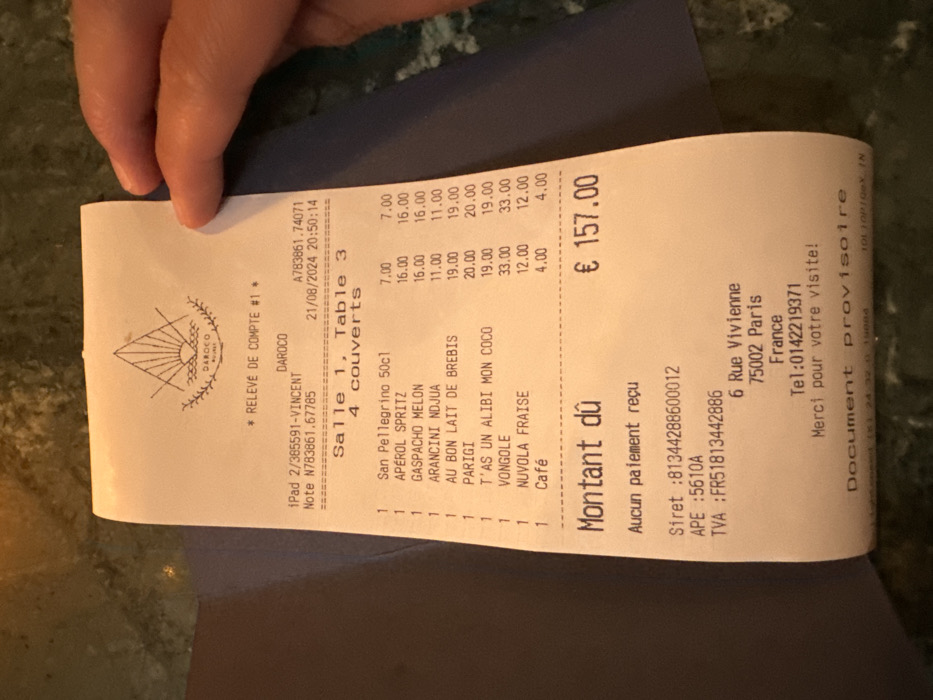 DAROCO
* RELEVE DE COMPTE #1 *
DAROCO
iPad 2/385591-VINCENT A783861.74071
Note N783861.67785 21/08/2024 20:50:14
Salle 1, Table 3
4 couverts
1 San Pellegrino 50cl 7.00 7.00
1 APÉROL SPRITZ 16.00 16.00
1 GASPACHO MELON 16.00 16.00
1 ARANCINI NDJUA 11.00 11.00
1 AU BON LAIT DE BREBIS 19.00 19.00
1 PARIGI 20.00 20.00
1 T'AS UN ALIBI MON COCO 19.00 19.00
1 VONGOLE 33.00 33.00
1 NUVOLA FRAISE 12.00 12.00
1 Café 4.00 4.00
Montant dû € 157.00
Aucun paiement reçu
Siret :81344288600012
APE :5610A
TVA :FR51813442886
6 Rue Vivienne
75002 Paris
France
Tel:0142219371
Merci pour votre visite!
Document provisoire